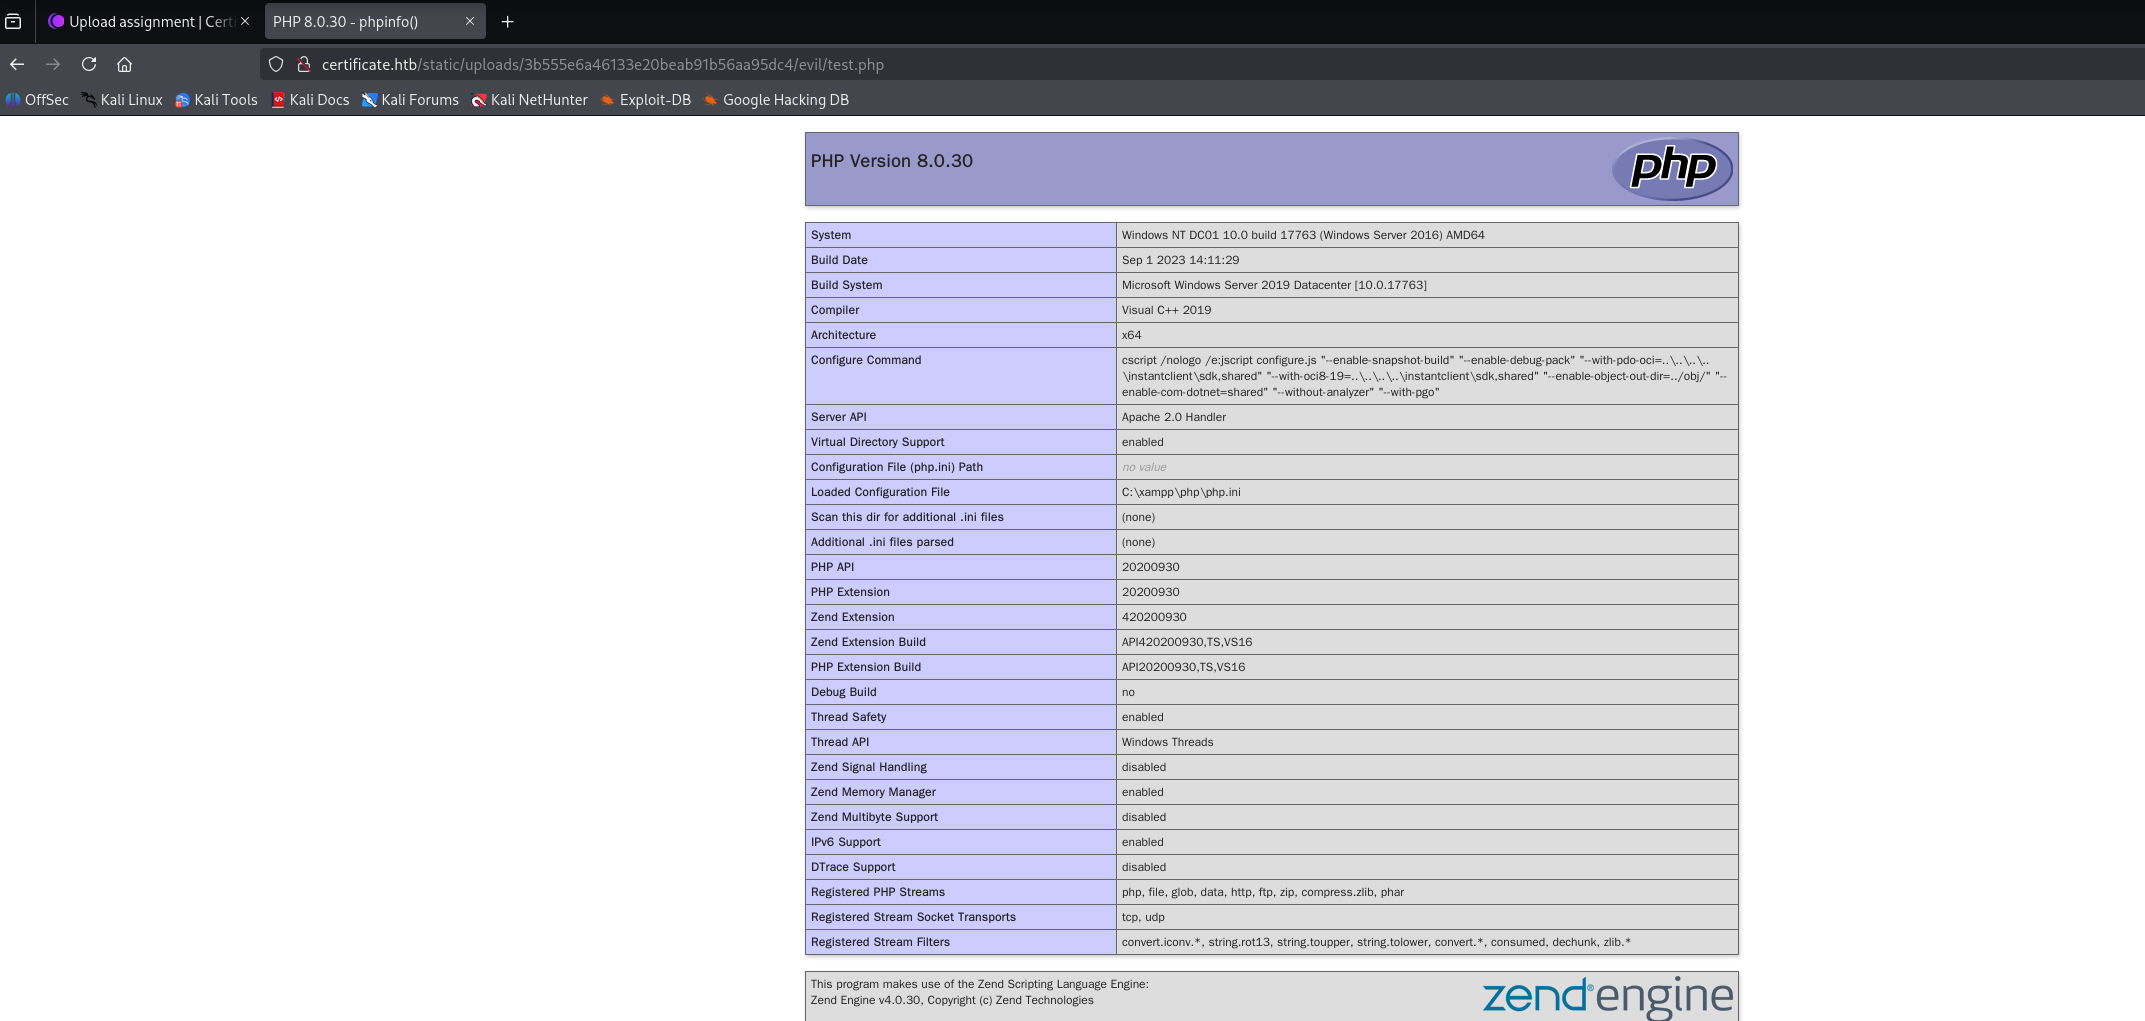 Upload assignment | Certi
PHP 8.0.30 - phpinfo()
certificate.htb/static/uploads/3b555e6a46133e20beab91b56aa95dc4/evil/test.php
OffSec Kali Linux Kali Tools Kali Docs Kali Forums Kali NetHunter Exploit-DB Google Hacking DB
PHP Version 8.0.30
php
System Windows NT DC01 10.0 build 17763 (Windows Server 2016) AMD64
Build Date Sep 1 2023 14:11:29
Build System Microsoft Windows Server 2019 Datacenter [10.0.17763]
Compiler Visual C++ 2019
Architecture x64
Configure Command cscript /nologo /e:jscript configure.js "--enable-snapshot-build" "--enable-debug-pack" "--with-pdo-oci=..\..\..\..
\instantclient\sdk,shared" "--with-oci8-19=..\..\..\..\instantclient\sdk,shared" "--enable-object-out-dir=../obj/" "--
enable-com-dotnet=shared" "--without-analyzer" "--with-pgo"
Server API Apache 2.0 Handler
Virtual Directory Support enabled
Configuration File (php.ini) Path no value
Loaded Configuration File C:\xampp\php\php.ini
Scan this dir for additional .ini files (none)
Additional .ini files parsed (none)
PHP API 20200930
PHP Extension 20200930
Zend Extension 420200930
Zend Extension Build API420200930,TS,VS16
PHP Extension Build API20200930,TS,VS16
Debug Build no
Thread Safety enabled
Thread API Windows Threads
Zend Signal Handling disabled
Zend Memory Manager enabled
Zend Multibyte Support disabled
IPv6 Support enabled
DTrace Support disabled
Registered PHP Streams php, file, glob, data, http, ftp, zip, compress.zlib, phar
Registered Stream Socket Transports tcp, udp
Registered Stream Filters convert.iconv.*, string.rot13, string.toupper, string.tolower, convert.*, consumed, dechunk, zlib.*
This program makes use of the Zend Scripting Language Engine:
Zend Engine v4.0.30, Copyright (c) Zend Technologies
zend® engine